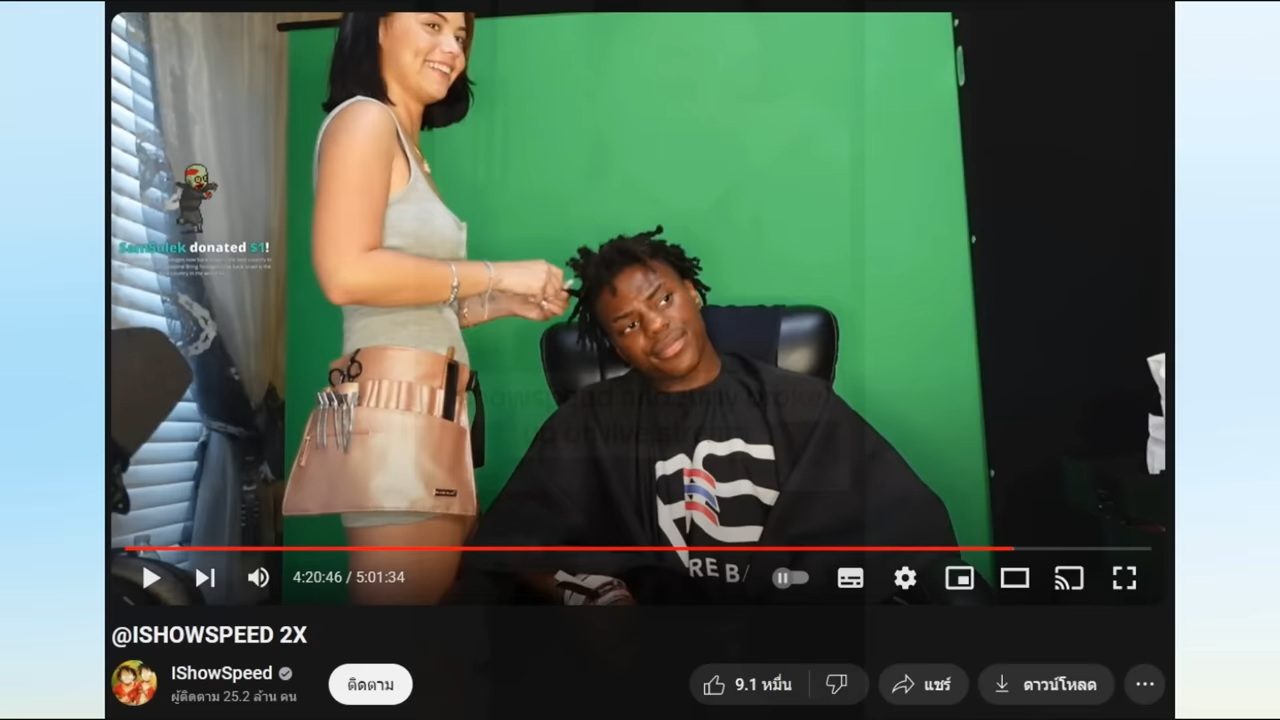 SamSulek donated $1!
REB
4:20:46 / 5:01:34
@ISHOWSPEED 2X
IShowSpeed
ผู้ติดตาม 25.2 ล้าน คน
ติดตาม
9.1 หมื่น
แชร์
ดาวน์โหลด